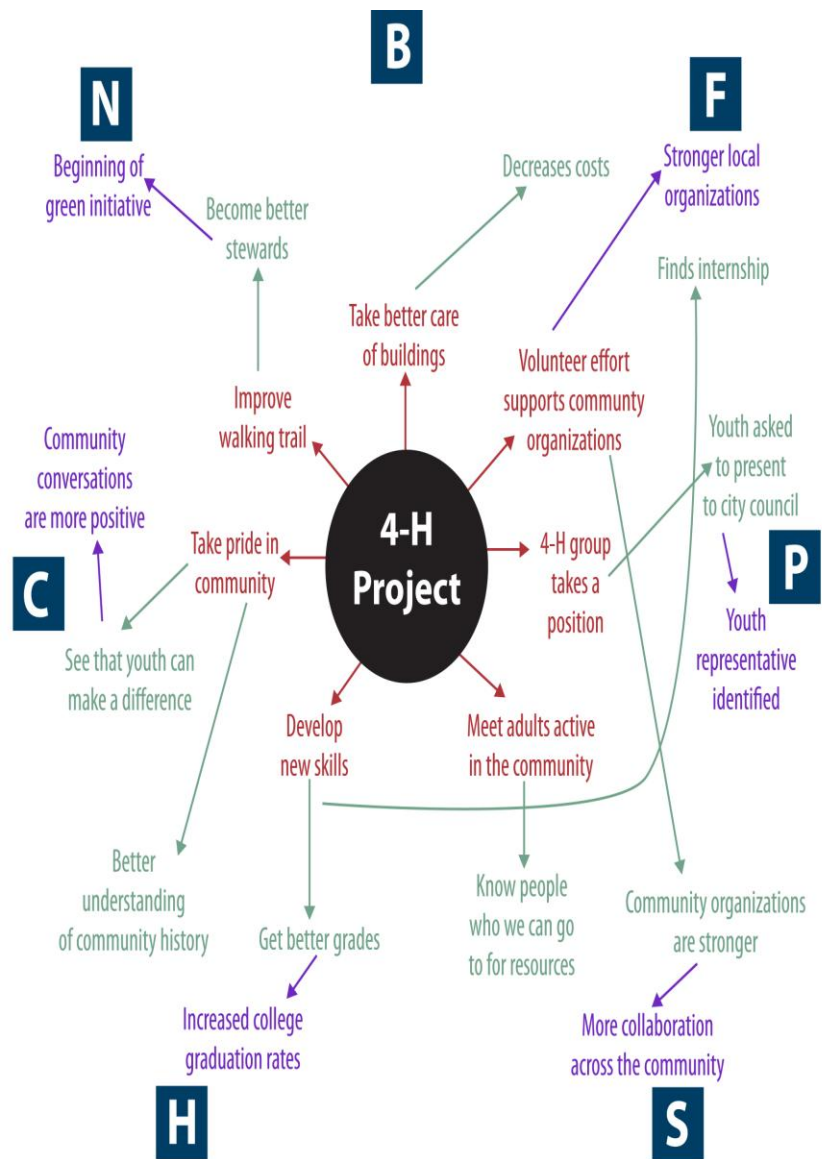 B
N
F
Beginning of
green initiative
Become better
stewards
Decreases costs
Stronger local
organizations
Finds internship
Take better care
of buildings
Improve
walking trail
Volunteer effort
supports communty
organizations
Youth asked
to present
to city council
Community
conversations
are more positive
Take pride in
community
4-H
Project
4-H group
takes a
position
C
P
See that youth can
make a difference
Youth
representative
identified
Develop
new skills
Meet adults active
in the community
Better
understanding
of community history
Get better grades
Know people
who we can go
to for resources
Community organizations
are stronger
Increased college
graduation rates
More collaboration
across the community
H
S